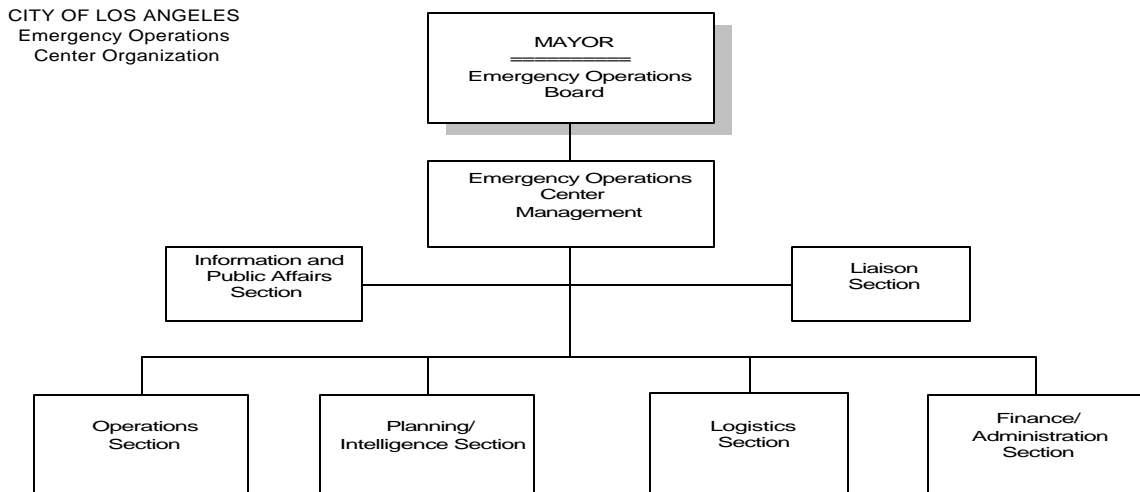 CITY OF LOS ANGELES
Emergency Operations
Center Organization
MAYOR
==========
Emergency Operations
Board
Emergency Operations
Center
Management
Information and
Public Affairs
Section
Liaison
Section
Operations
Section
Planning/
Intelligence Section
Logistics
Section
Finance/
Administration
Section